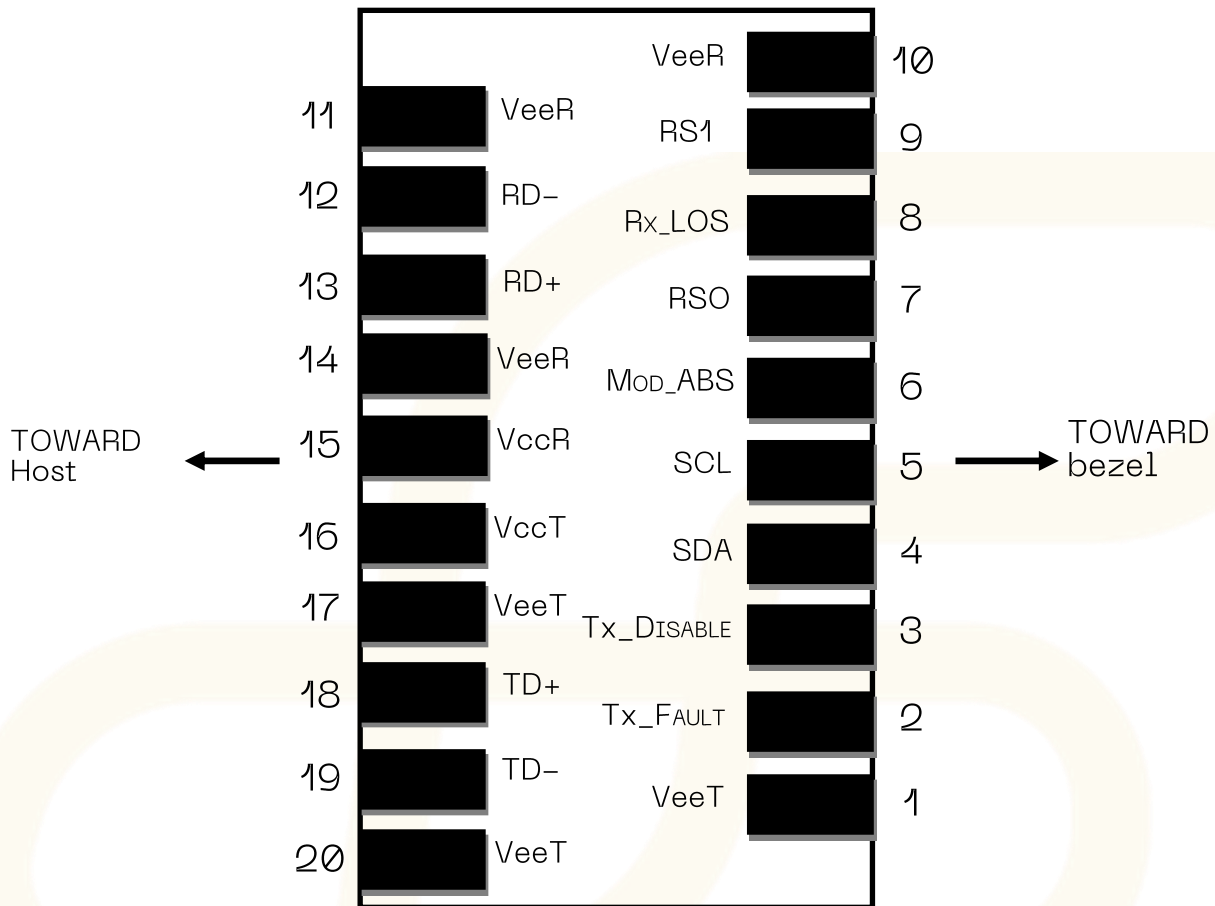 VeeR 10
11 VeeR
RS1 9
12 RD-
Rx_LOS 8
13 RD+
RSO 7
14 VeeR
Mod_ABS 6
15 VccR
TOWARD
Host
SCL 5
TOWARD
bezel
16 VccT
SDA 4
17 VeeT
Tx_Disable 3
18 TD+
Tx_Fault 2
19 TD-
VeeT 1
20 VeeT